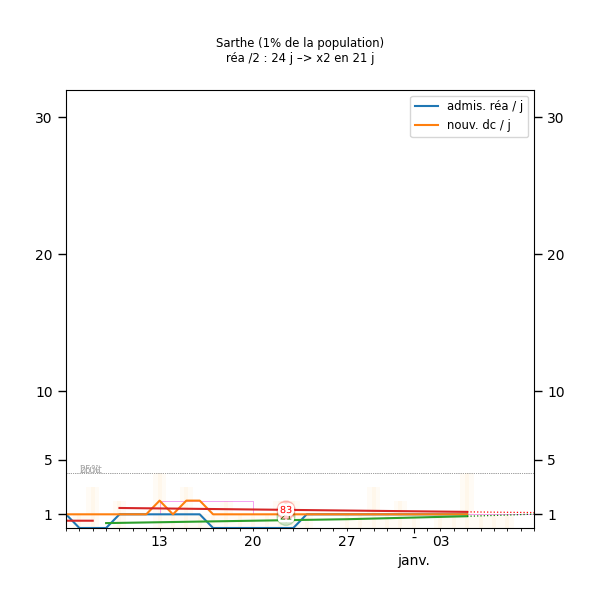 Sarthe (1% de la population)
réa /2 : 24 j –> x2 en 21 j
admis. réa / j
nouv. dc / j
30 30
20 20
10 10
5 5
1 1
83
13 20 27 - 03
janv.